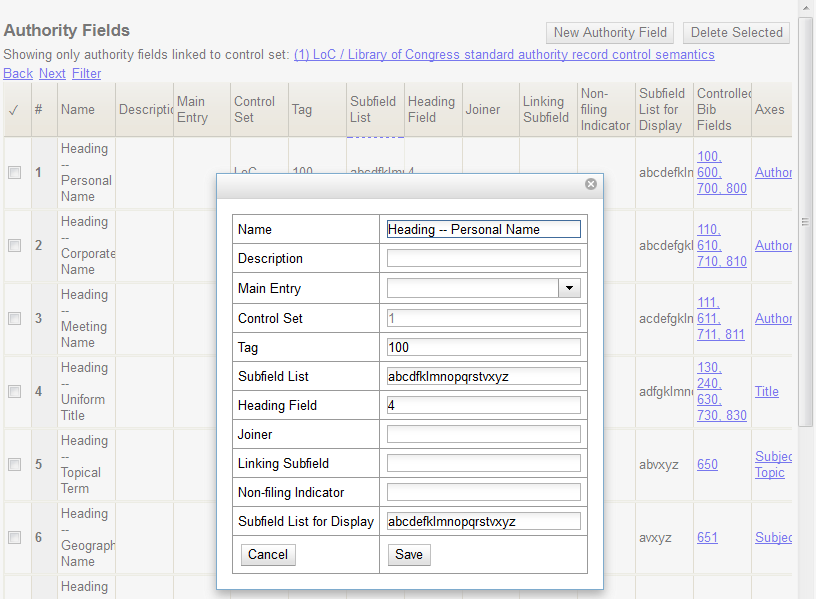 Authority Fields
New Authority Field
Delete Selected
Showing only authority fields linked to control set: (1) LoC / Library of Congress standard authority record control semantics
Back Next Filter
✓ # Name Descriptic Main Entry Control Set Tag Subfield List Heading Field Joiner Linking Subfield Non-filing Indicator Subfield List for Display Controlled Bib Fields Axes
1 Heading -- Personal Name LoC 100 abcdfklm 4 abcdefkln 100, 600, 700, 800 Author
2 Heading -- Corporate Name abcdefgkl 110, 610, 710, 810 Author
3 Heading -- Meeting Name acdefgkln 111, 611, 711, 811 Author
4 Heading -- Uniform Title adfgklmn 130, 240, 630, 730, 830 Title
5 Heading -- Topical Term abvxyz 650 Subjec Topic
6 Heading -- Geograph Name avxyz 651 Subjec
Heading
Name Heading -- Personal Name
Description
Main Entry
Control Set 1
Tag 100
Subfield List abcdfklmnopqrstvxyz
Heading Field 4
Joiner
Linking Subfield
Non-filing Indicator
Subfield List for Display abcdefklmnopqrstvxyz
Cancel Save